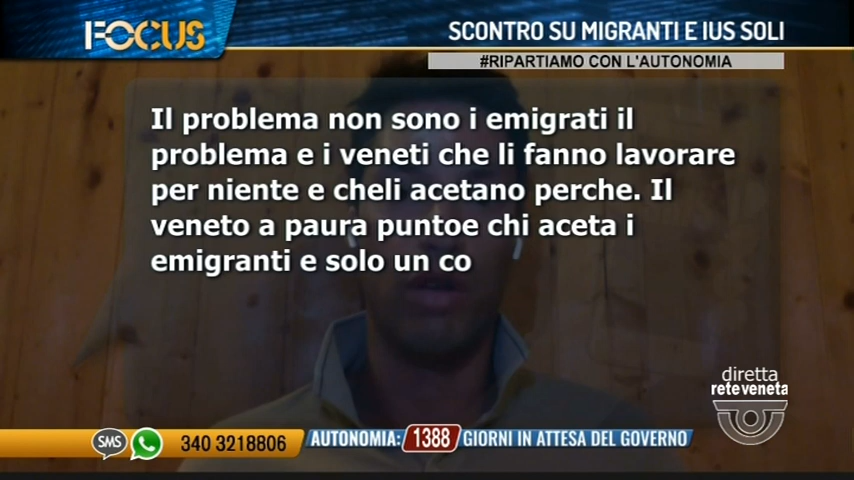 FOCUS
SCONTRO SU MIGRANTI E IUS SOLI
#RIPARTIAMO CON L'AUTONOMIA
Il problema non sono i emigrati il
problema e i veneti che li fanno lavorare
per niente e cheli acetano perche. Il
veneto a paura puntoe chi aceta i
emigranti e solo un co
diretta
reteveneta
SMS 340 3218806 AUTONOMIA: 1388 GIORNI IN ATTESA DEL GOVERNO